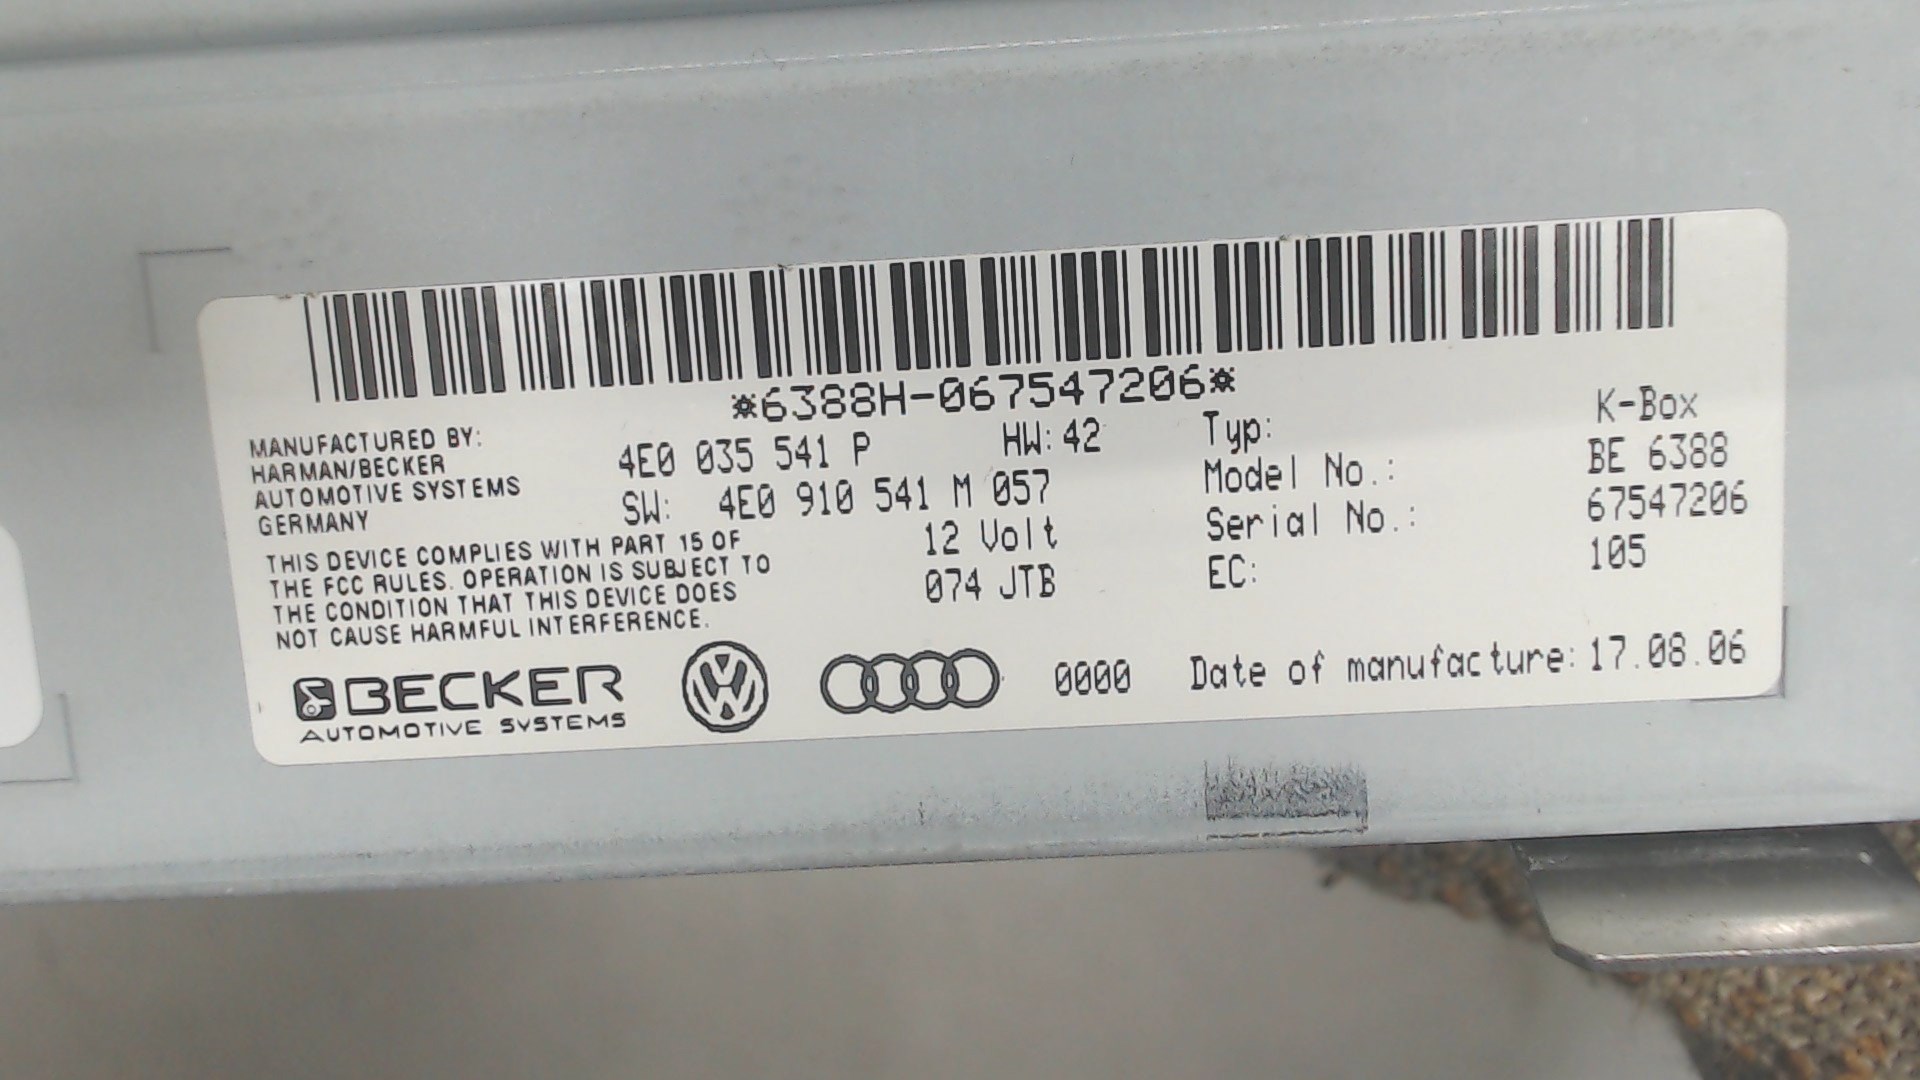 *6388H-067547206*
MANUFACTURED BY:
HARMAN/BECKER
AUTOMOTIVE SYSTEMS
GERMANY
4E0 035 541 P HW: 42
SW: 4E0 910 541 M 057
12 Volt
074 JTB
Typ: K-Box
Model No.: BE 6388
Serial No.: 67547206
EC: 105
THIS DEVICE COMPLIES WITH PART 15 OF
THE FCC RULES. OPERATION IS SUBJECT TO
THE CONDITION THAT THIS DEVICE DOES
NOT CAUSE HARMFUL INTERFERENCE.
BECKER
AUTOMOTIVE SYSTEMS
0000
Date of manufacture: 17.08.06